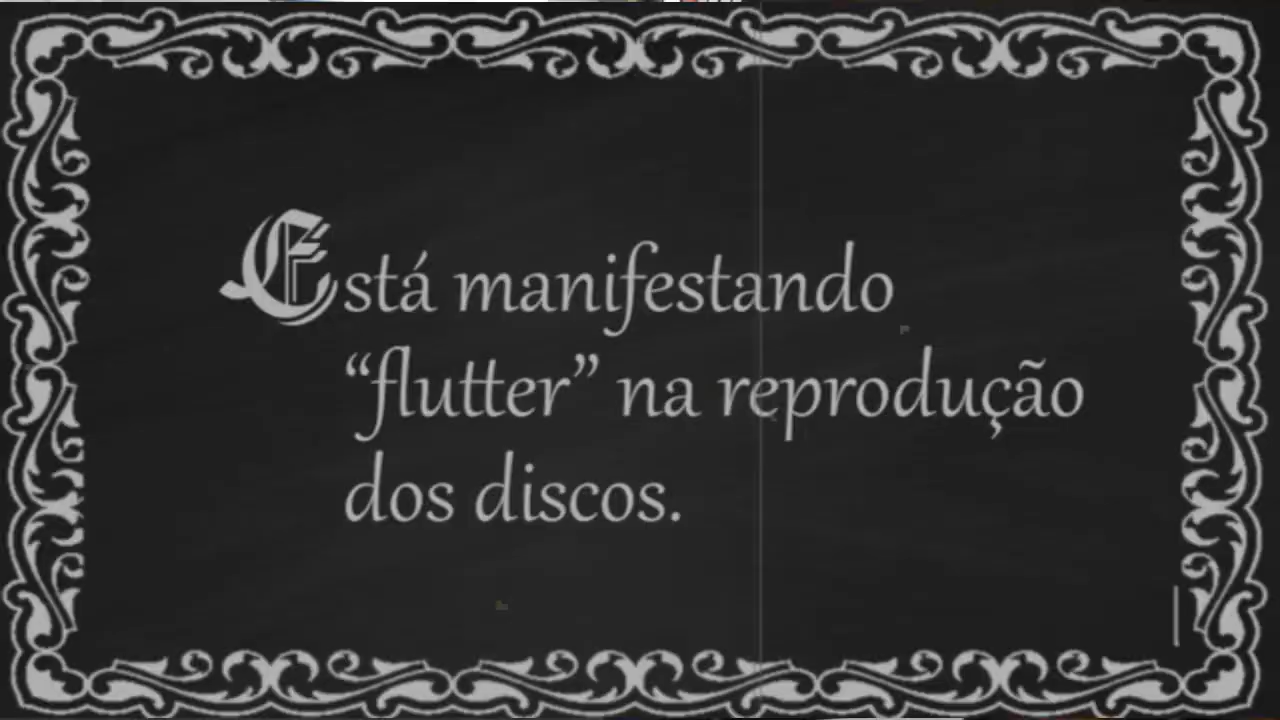 Está manifestando
“flutter” na reprodução
dos discos.